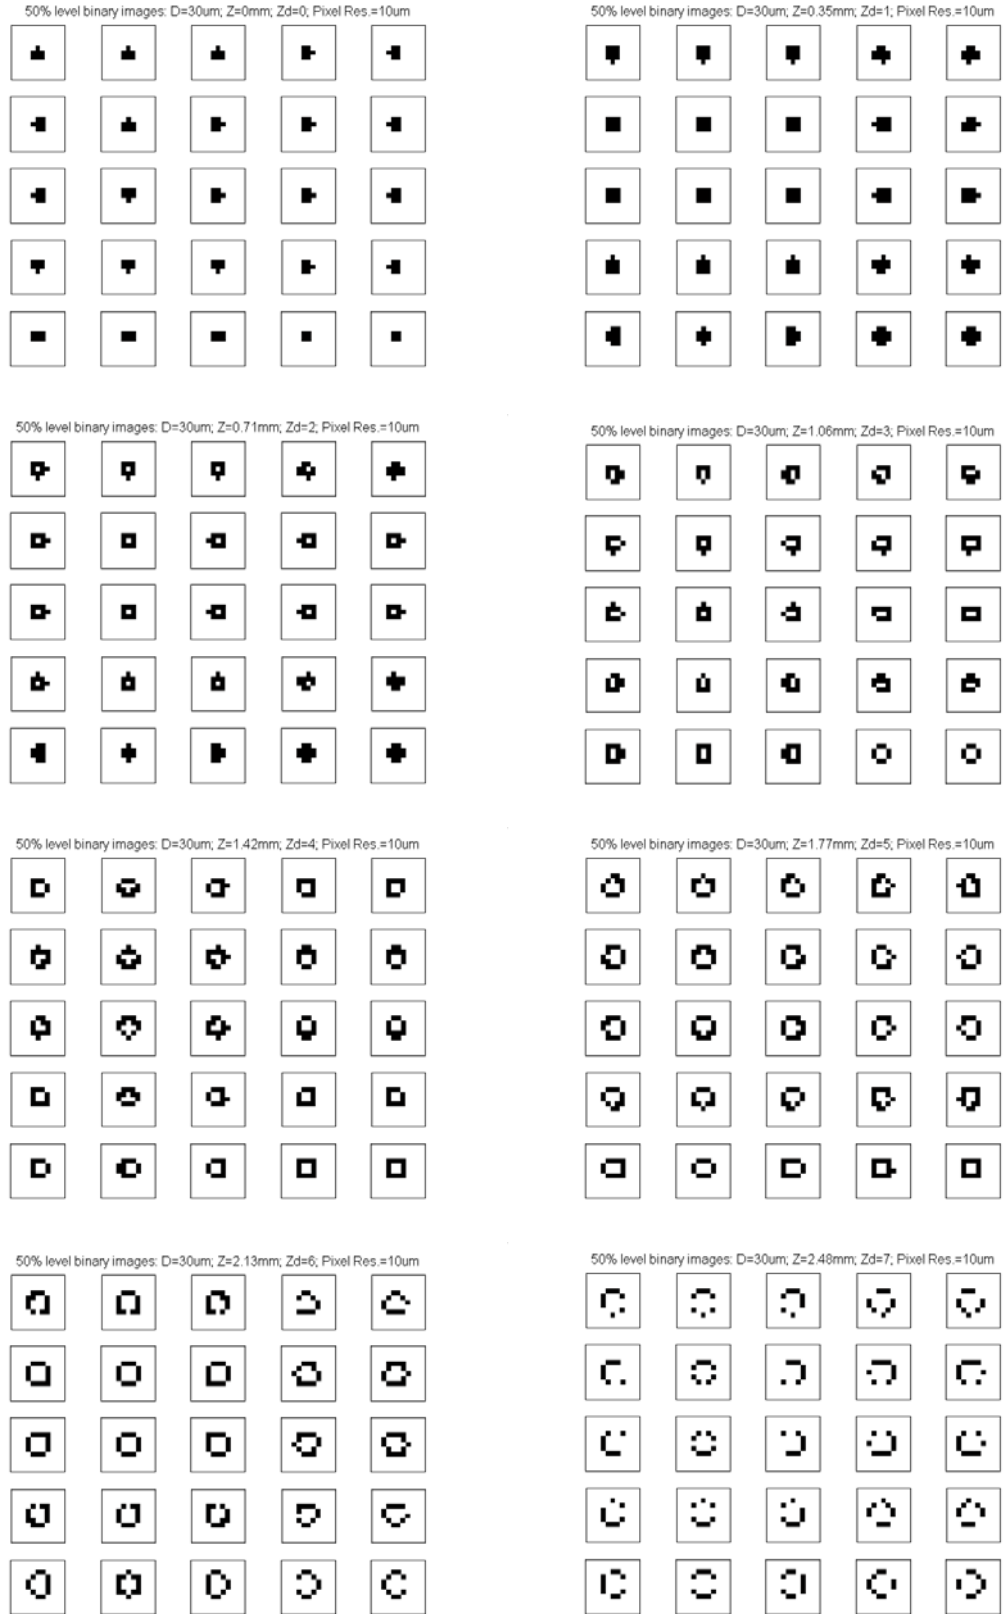 50% level binary images: D=30um; Z=0mm; Zd=0; Pixel Res.=10um
50% level binary images: D=30um; Z=0.35mm; Zd=1; Pixel Res.=10um
50% level binary images: D=30um; Z=0.71mm; Zd=2; Pixel Res.=10um
50% level binary images: D=30um; Z=1.06mm; Zd=3; Pixel Res.=10um
50% level binary images: D=30um; Z=1.42mm; Zd=4; Pixel Res.=10um
50% level binary images: D=30um; Z=1.77mm; Zd=5; Pixel Res.=10um
50% level binary images: D=30um; Z=2.13mm; Zd=6; Pixel Res.=10um
50% level binary images: D=30um; Z=2.48mm; Zd=7; Pixel Res.=10um